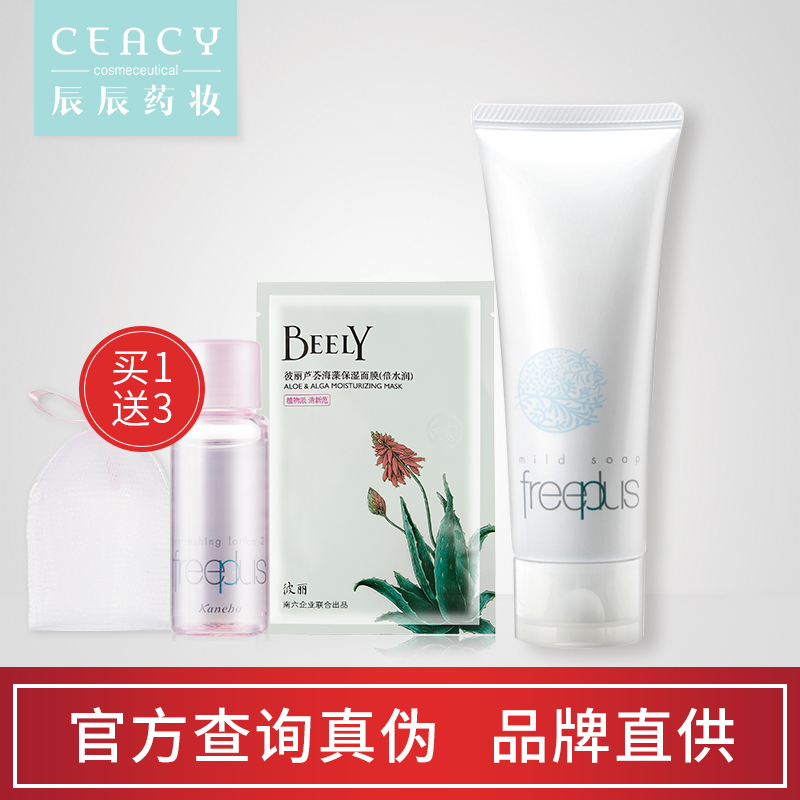 CEACY
cosmeceutical
辰辰药妆
买1
送3
BEELY
彼丽芦荟海藻保湿面膜(倍水润)
ALOE & ALGA MOISTURIZING MASK
植物派 清新范
彼丽
南六企业联合出品
freeplus
Kanebo
mild soap
freeplus
官方查询真伪 品牌直供